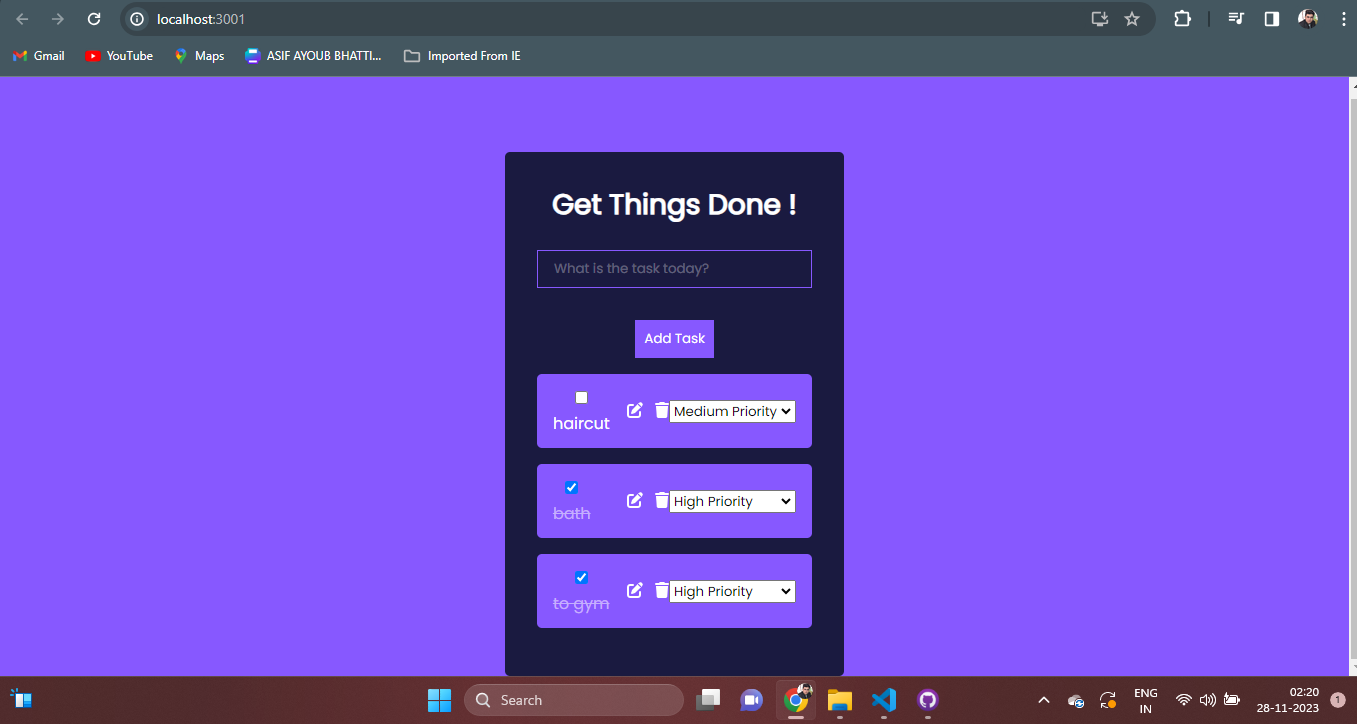 localhost:3001
Gmail YouTube Maps ASIF AYOUB BHATTI... Imported From IE
Get Things Done !
What is the task today?
Add Task
haircut Medium Priority
bath High Priority
to gym High Priority
Search
ENG
IN
02:20
28-11-2023
1